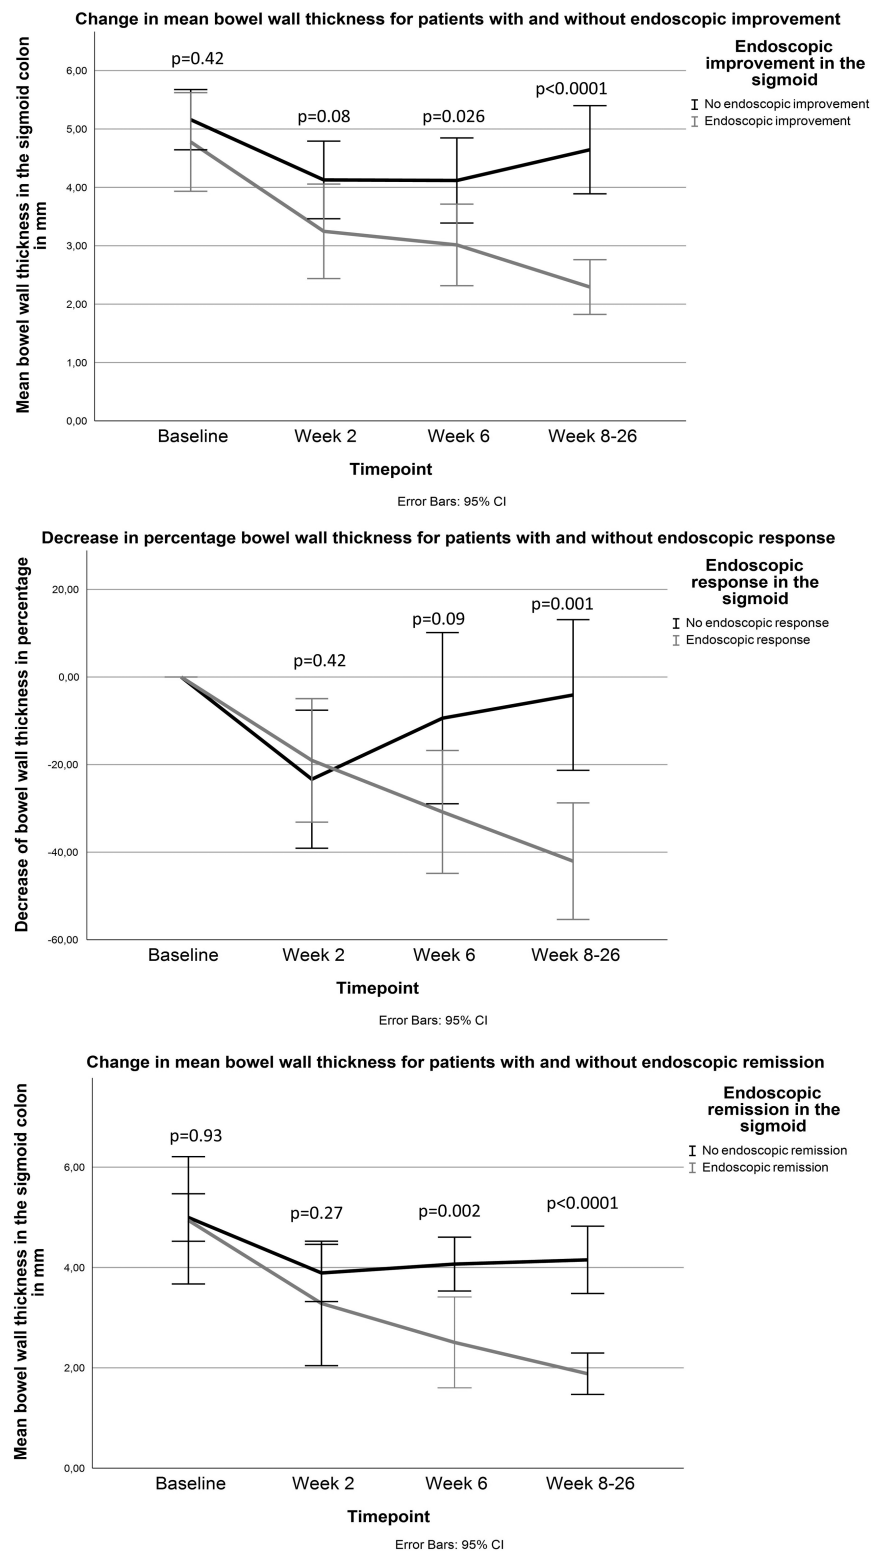 Change in mean bowel wall thickness for patients with and without endoscopic improvement
Mean bowel wall thickness in the sigmoid colon
in mm
6,00
5,00
4,00
3,00
2,00
1,00
0,00
p=0.42
p=0.08
p=0.026
p<0.0001
Endoscopic
improvement in the
sigmoid
No endoscopic improvement
Endoscopic improvement
Baseline
Week 2
Week 6
Week 8-26
Timepoint
Error Bars: 95% CI
Decrease in percentage bowel wall thickness for patients with and without endoscopic response
Decrease of bowel wall thickness in percentage
20,00
0,00
-20,00
-40,00
-60,00
p=0.42
p=0.09
p=0.001
Endoscopic
response in the
sigmoid
No endoscopic response
Endoscopic response
Baseline
Week 2
Week 6
Week 8-26
Timepoint
Error Bars: 95% CI
Change in mean bowel wall thickness for patients with and without endoscopic remission
Mean bowel wall thickness in the sigmoid colon
in mm
6,00
4,00
2,00
0,00
p=0.93
p=0.27
p=0.002
p<0.0001
Endoscopic
remission in the
sigmoid
No endoscopic remission
Endoscopic remission
Baseline
Week 2
Week 6
Week 8-26
Timepoint
Error Bars: 95% CI